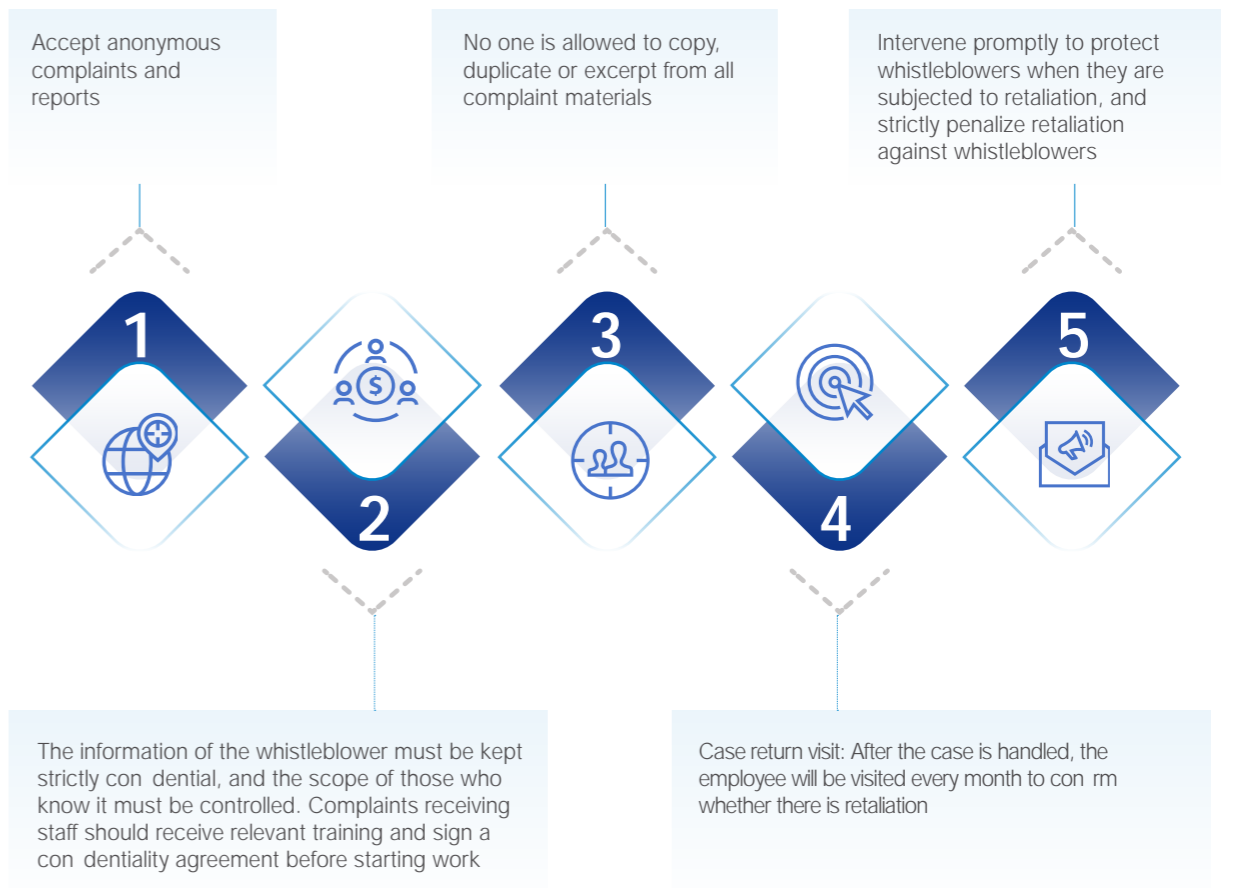 Accept anonymous
complaints and
reports
No one is allowed to copy,
duplicate or excerpt from all
complaint materials
Intervene promptly to protect
whistleblowers when they are
subjected to retaliation, and
strictly penalize retaliation
against whistleblowers
1
3
5
$
2
4
The information of the whistleblower must be kept
strictly con dential, and the scope of those who
know it must be controlled. Complaints receiving
staff should receive relevant training and sign a
con dentiality agreement before starting work
Case return visit: After the case is handled, the
employee will be visited every month to con rm
whether there is retaliation